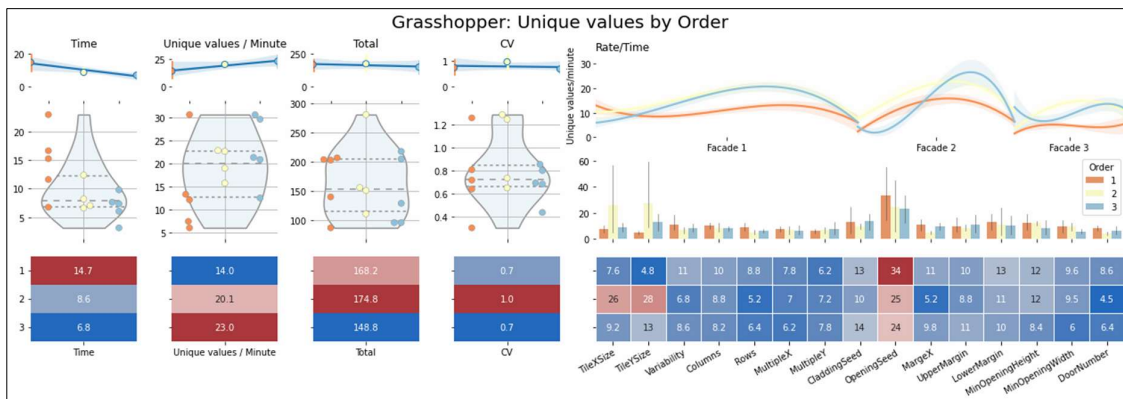 Grasshopper: Unique values by Order
Time
Unique values / Minute
Total
CV
20
0
25
0
250
0
1
0
Rate/Time
Unique values/minute
30
20
10
0
Facade 1
Facade 2
Facade 3
20
15
10
5
30
25
20
15
10
5
300
250
200
150
100
1.2
1.0
0.8
0.6
0.4
60
40
20
0
Order
1
2
3
1 14.7 14.0 168.2 0.7 7.6 4.8 11 10 8.8 7.8 6.2 13 34 11 10 13 12 9.6 8.6
2 8.6 20.1 174.8 1.0 26 28 6.8 8.8 5.2 7 7.2 10 25 5.2 8.8 11 12 9.5 4.5
3 6.8 23.0 148.8 0.7 9.2 13 8.6 8.2 6.4 6.2 7.8 14 24 9.8 11 10 8.4 6 6.4
Time
Unique values / Minute
Total
CV
TileXSize
TileYSize
Variability
Columns
Rows
MultipleX
MultipleY
CladdingSeed
OpeningSeed
MargeX
UpperMargin
LowerMargin
MinOpeningHeight
MinOpeningWidth
DoorNumber